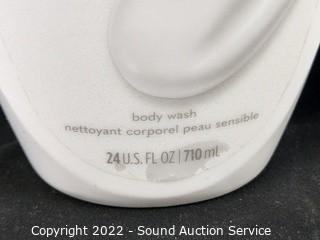 body wash
nettoyant corporel peau sensible
24 U.S. FL OZ | 710 mL
Copyright 2022 - Sound Auction Service